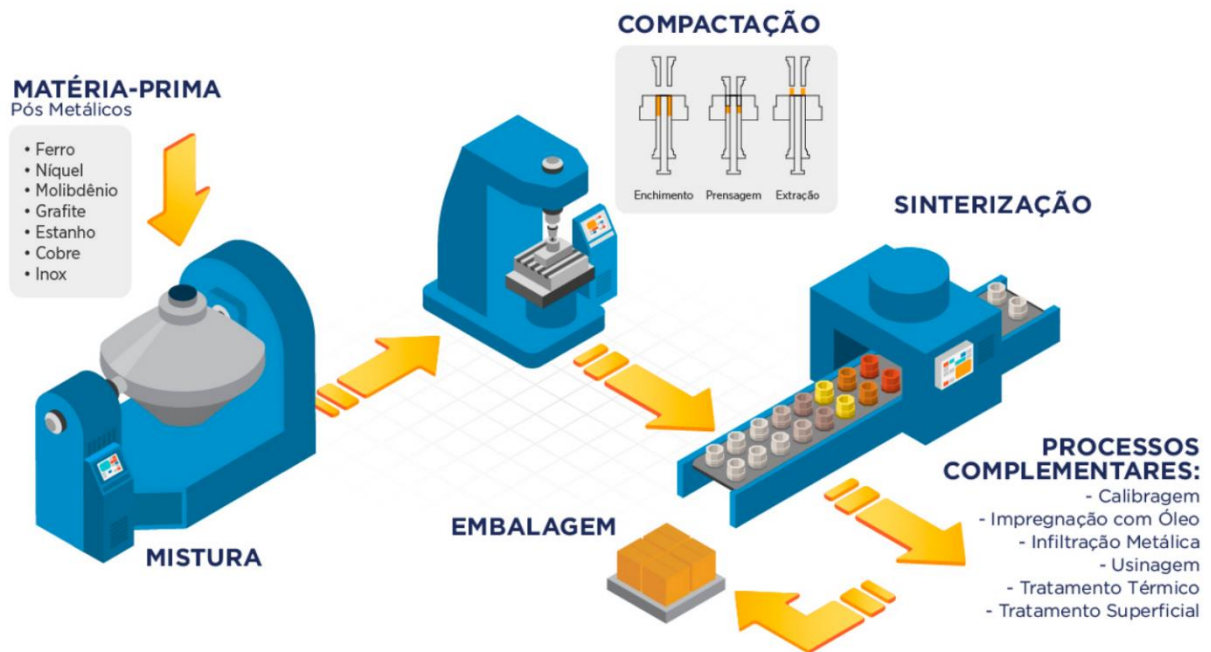 MATÉRIA-PRIMA
Pós Metálicos
• Ferro
• Níquel
• Molibdênio
• Grafite
• Estanho
• Cobre
• Inox
MISTURA
COMPACTAÇÃO
Enchimento
Prensagem
Extração
SINTERIZAÇÃO
PROCESSOS
COMPLEMENTARES:
- Calibragem
- Impregnação com Óleo
- Infiltração Metálica
- Usinagem
- Tratamento Térmico
- Tratamento Superficial
EMBALAGEM